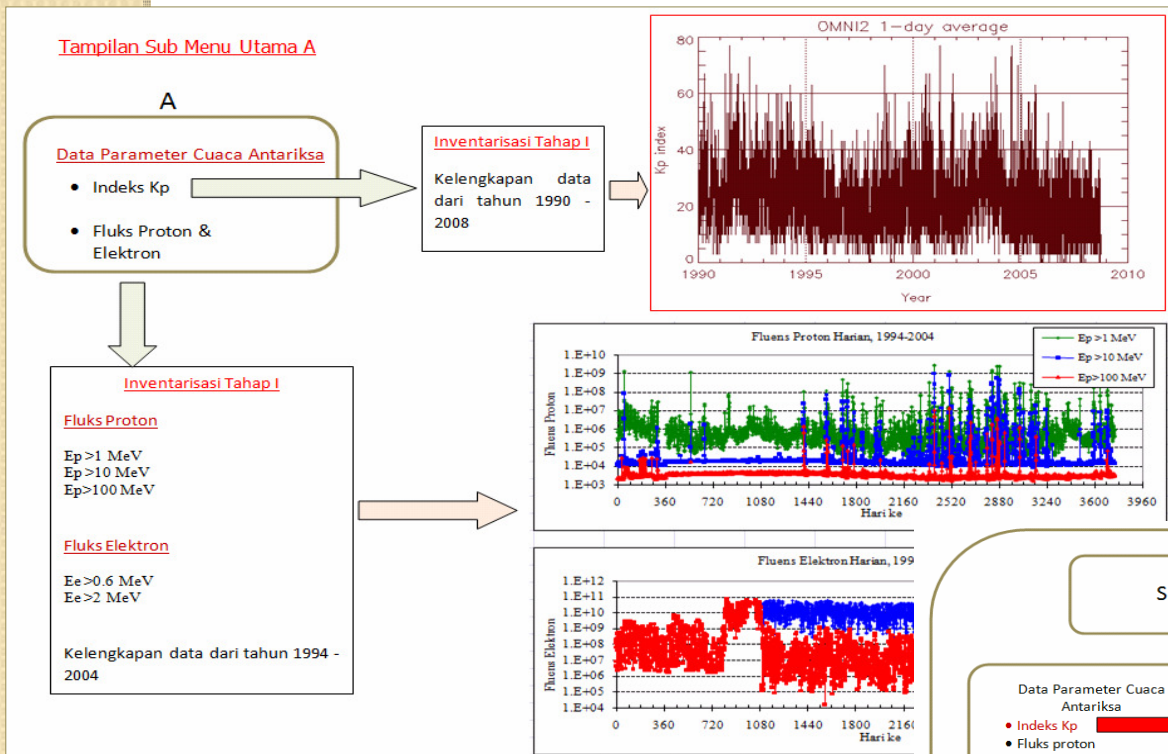 Tampilan Sub Menu Utama A
A
Data Parameter Cuaca Antariksa
• Indeks Kp
• Fluks Proton &
Elektron
Inventarisasi Tahap I
Kelengkapan data
dari tahun 1990 -
2008
OMNI2 1-day average
80
60
40
20
0
Kp index
1990 1995 2000 2005 2010
Year
Inventarisasi Tahap I
Fluks Proton
Ep>1 MeV
Ep>10 MeV
Ep>100 MeV
Fluks Elektron
Ee>0.6 MeV
Ee>2 MeV
Kelengkapan data dari tahun 1994 -
2004
Fluens Proton Harian, 1994-2004
Ep >1 MeV
Ep >10 MeV
Ep>100 MeV
1.E+10
1.E+09
1.E+08
1.E+07
1.E+06
1.E+05
1.E+04
1.E+03
Fluens Proton
0 360 720 1080 1440 1800 2160 2520 2880 3240 3600 3960
Hari ke
Fluens Elektron Harian, 199
1.E+12
1.E+11
1.E+10
1.E+09
1.E+08
1.E+07
1.E+06
1.E+05
1.E+04
Fluens Elektron
0 360 720 1080 1440 1800 2160
Hari ke
S
Data Parameter Cuaca
Antariksa
• Indeks Kp
• Fluks proton